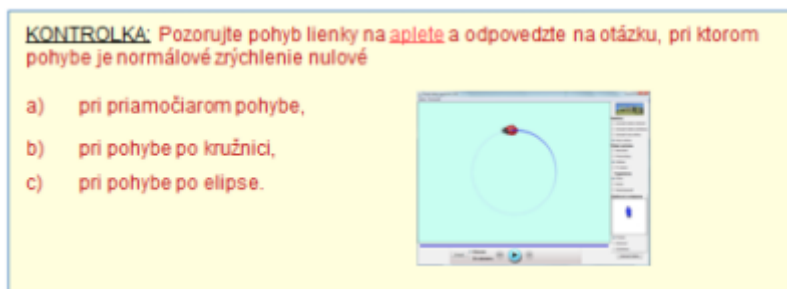 KONTROLKA: Pozorujte pohyb lienky na aplete a odpovedzte na otázku, pri ktorom
pohybe je normálové zrýchlenie nulové
a) pri priamočiarom pohybe,
b) pri pohybe po kružnici,
c) pri pohybe po elipse.